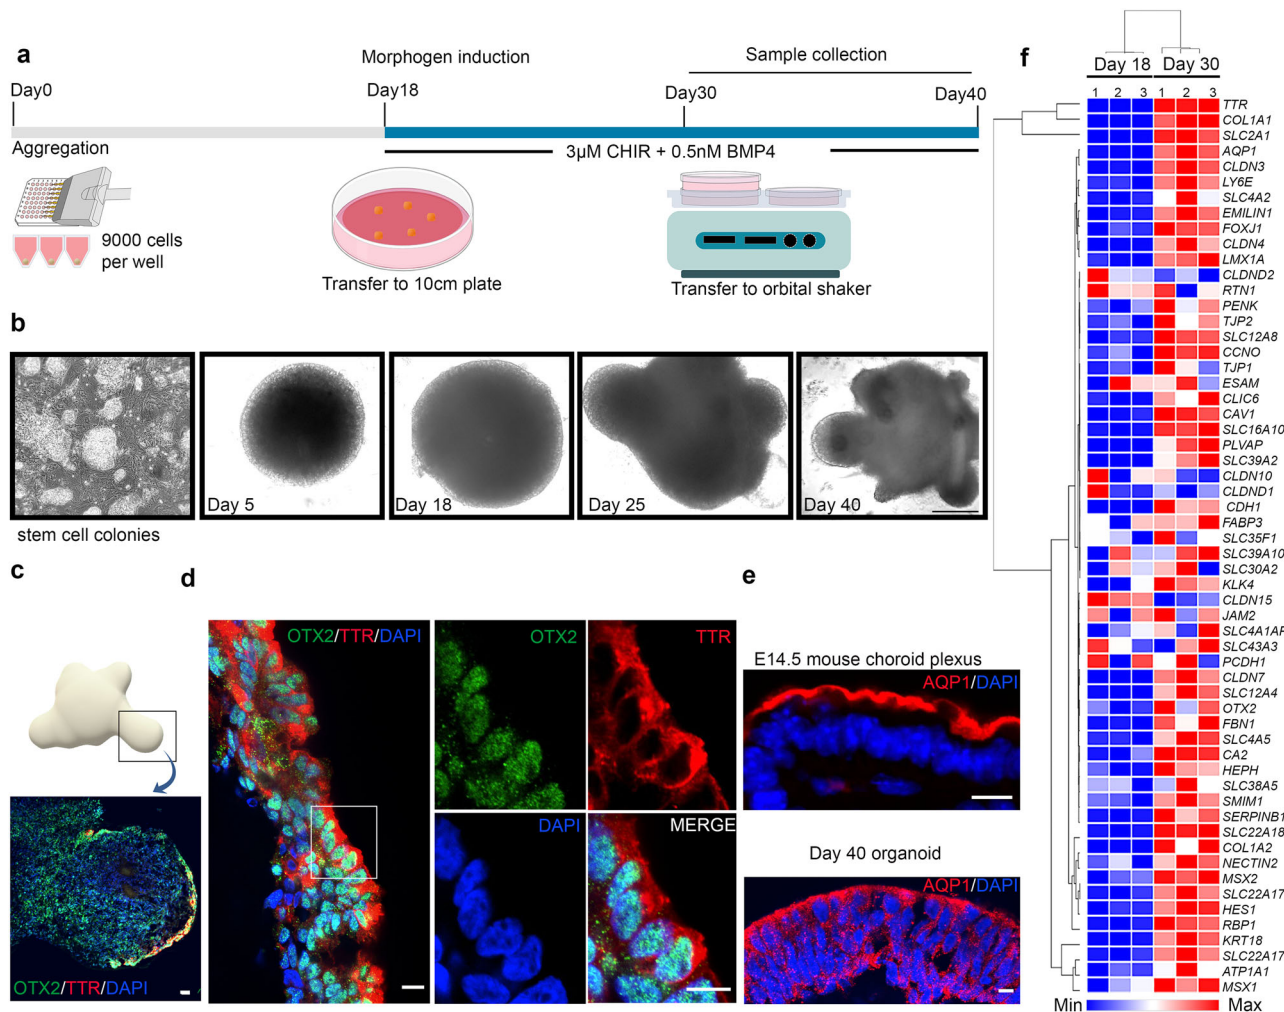 a
Morphogen induction
Sample collection
Day0
Day18
Day30
Day40
Aggregation
3µM CHIR + 0.5nM BMP4
9000 cells
per well
Transfer to 10cm plate
Transfer to orbital shaker
b
stem cell colonies
Day 5
Day 18
Day 25
Day 40
c
OTX2/TTR/DAPI
d
OTX2/TTR/DAPI
OTX2
TTR
DAPI
MERGE
e
E14.5 mouse choroid plexus
AQP1/DAPI
Day 40 organoid
AQP1/DAPI
f
Day 18 Day 30
1 2 3 1 2 3
TTR
COL1A1
SLC2A1
AQP1
CLDN3
LY6E
SLC4A2
EMILIN1
FOXJ1
CLDN4
LMX1A
CLDND2
RTN1
PENK
TJP2
SLC12A8
CCNO
TJP1
ESAM
CLIC6
CAV1
SLC16A10
PLVAP
SLC39A2
CLDN10
CLDND1
CDH1
FABP3
SLC35F1
SLC39A10
SLC30A2
KLK4
CLDN15
JAM2
SLC4A1AP
SLC43A3
PCDH1
CLDN7
SLC12A4
OTX2
FBN1
SLC4A5
CA2
HEPH
SLC38A5
SMIM1
SERPINB1
SLC22A18
COL1A2
NECTIN2
MSX2
SLC22A17
HES1
RBP1
KRT18
SLC22A17
ATP1A1
MSX1
Min Max